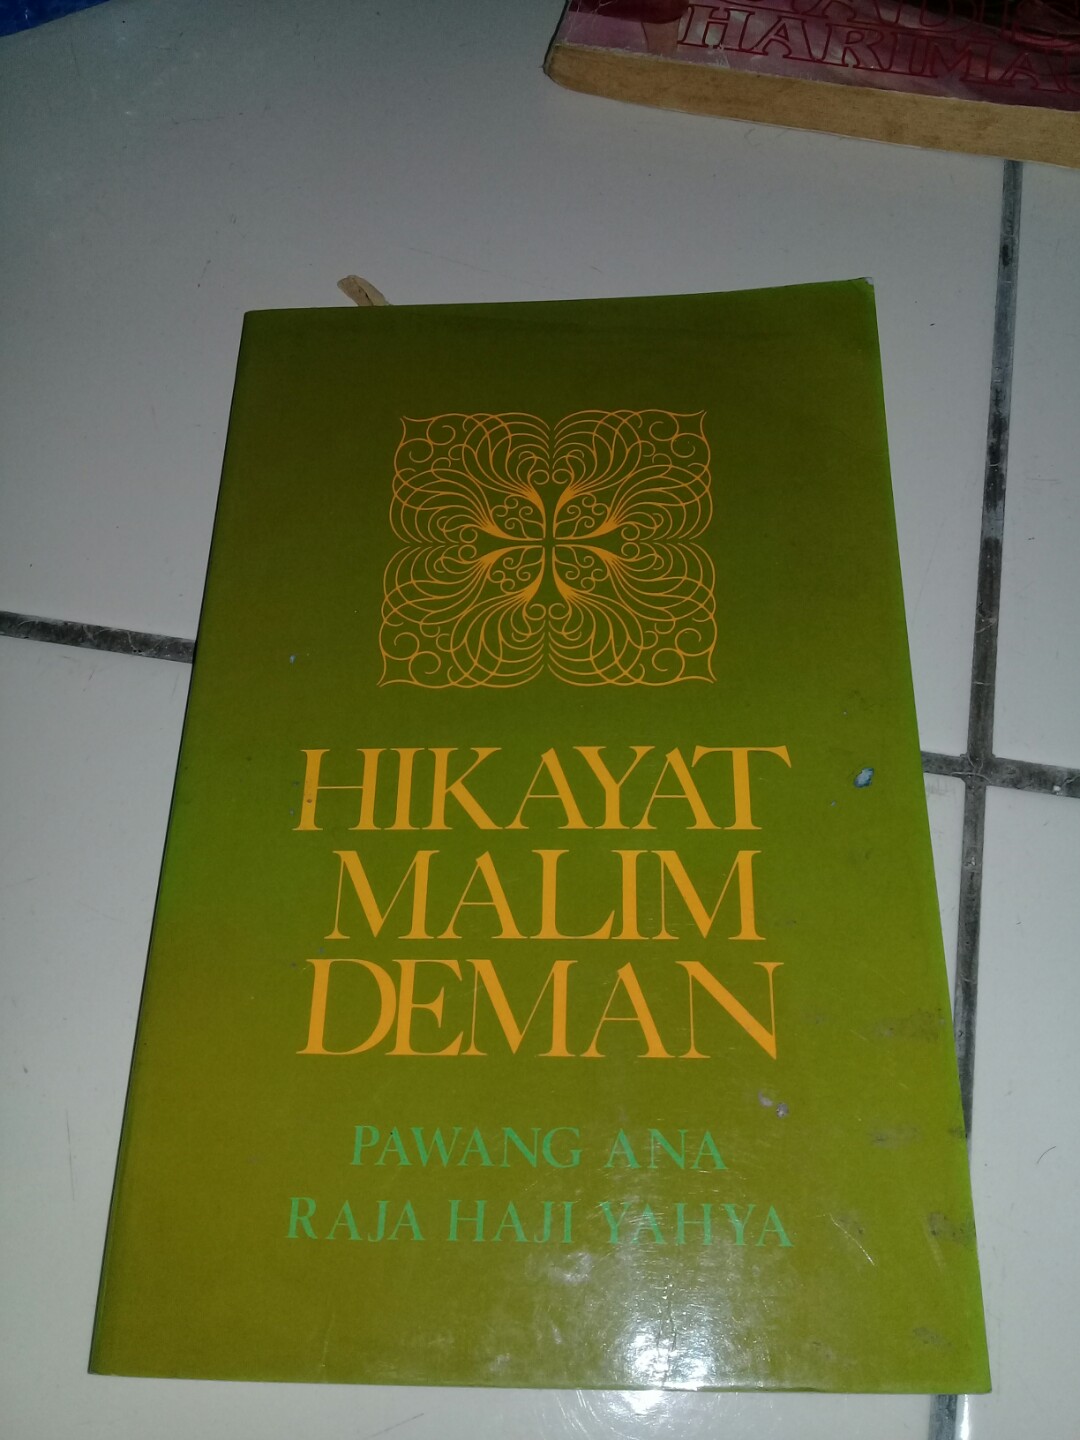 HIKAYAT
MALIM
DEMAN
PAWANG ANA
RAJA HAJI YAHYA